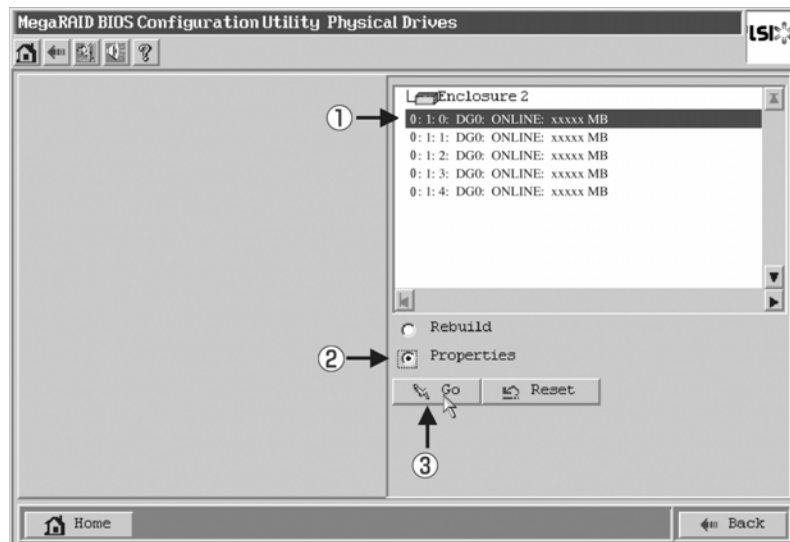 MegaRAID BIOS Configuration Utility Physical Drives
LSI
?
Enclosure 2
① 0: 1: 0: DG0: ONLINE: xxxxx MB
0: 1: 1: DG0: ONLINE: xxxxx MB
0: 1: 2: DG0: ONLINE: xxxxx MB
0: 1: 3: DG0: ONLINE: xxxxx MB
0: 1: 4: DG0: ONLINE: xxxxx MB
Rebuild
② Properties
Go Reset
③
Home Back